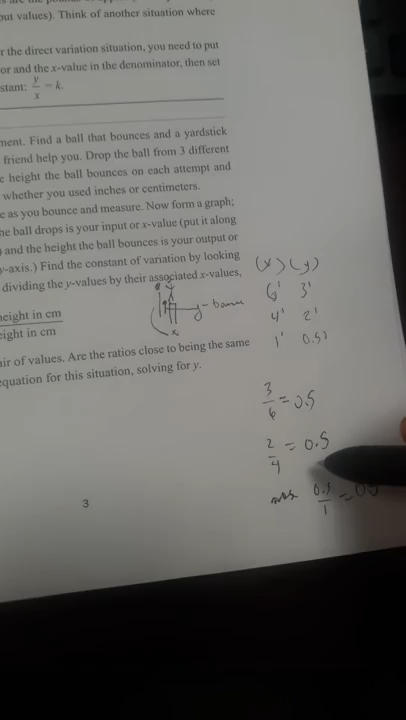 put values). Think of another situation where
r the direct variation situation, you need to put
or and the x-value in the denominator, then set
stant: y/x = k.
ment. Find a ball that bounces and a yardstick
friend help you. Drop the ball from 3 different
e height the ball bounces on each attempt and
whether you used inches or centimeters.
e as you bounce and measure. Now form a graph;
he ball drops is your input or x-value (put it along
) and the height the ball bounces is your output or
y-axis.) Find the constant of variation by looking
dividing the y-values by their associated x-values,
height in cm
eight in cm
air of values. Are the ratios close to being the same
equation for this situation, solving for y.
3
y - bounce
x
(x) (y)
6' 3'
4' 2'
1' 0.5'
3/6 = 0.5
2/4 = 0.5
0.5/1 =